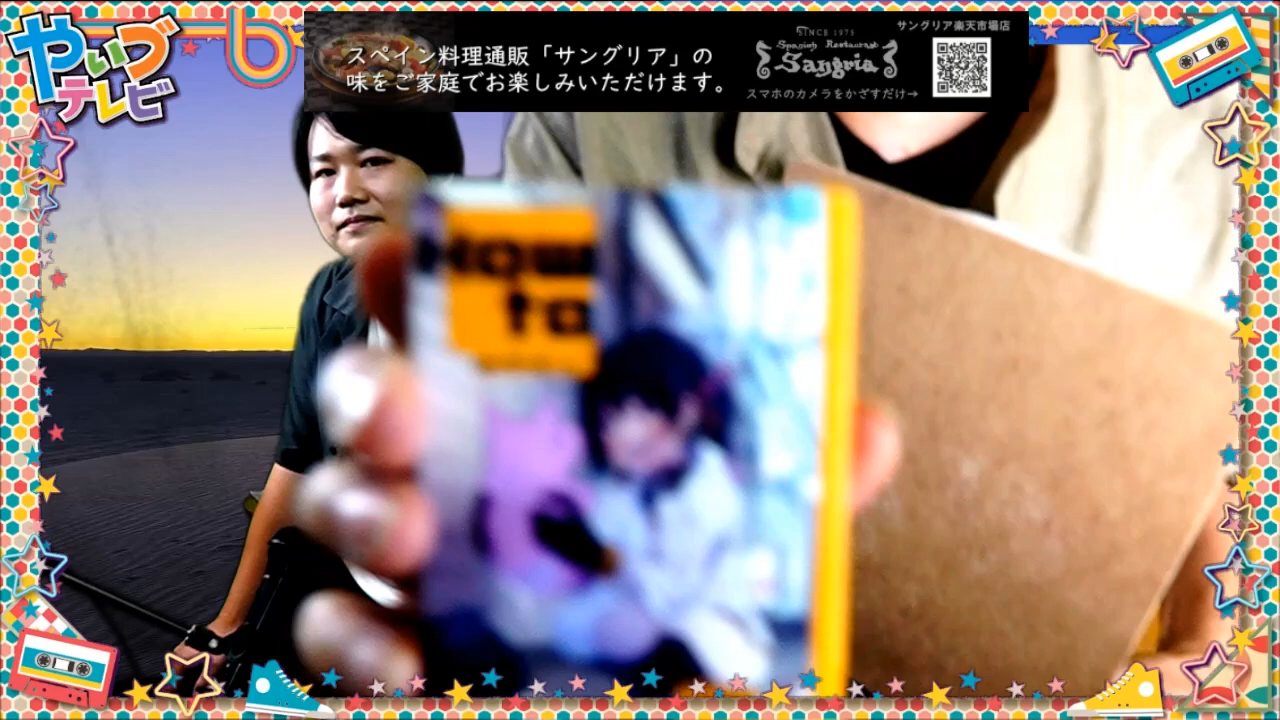 やいづ
テレビ
スペイン料理通販「サングリア」の
味をご家庭でお楽しみいただけます。
SINCE 1975
Spanish Restaurant
Sangria
サングリア楽天市場店
スマホのカメラをかざすだけ→
How
to